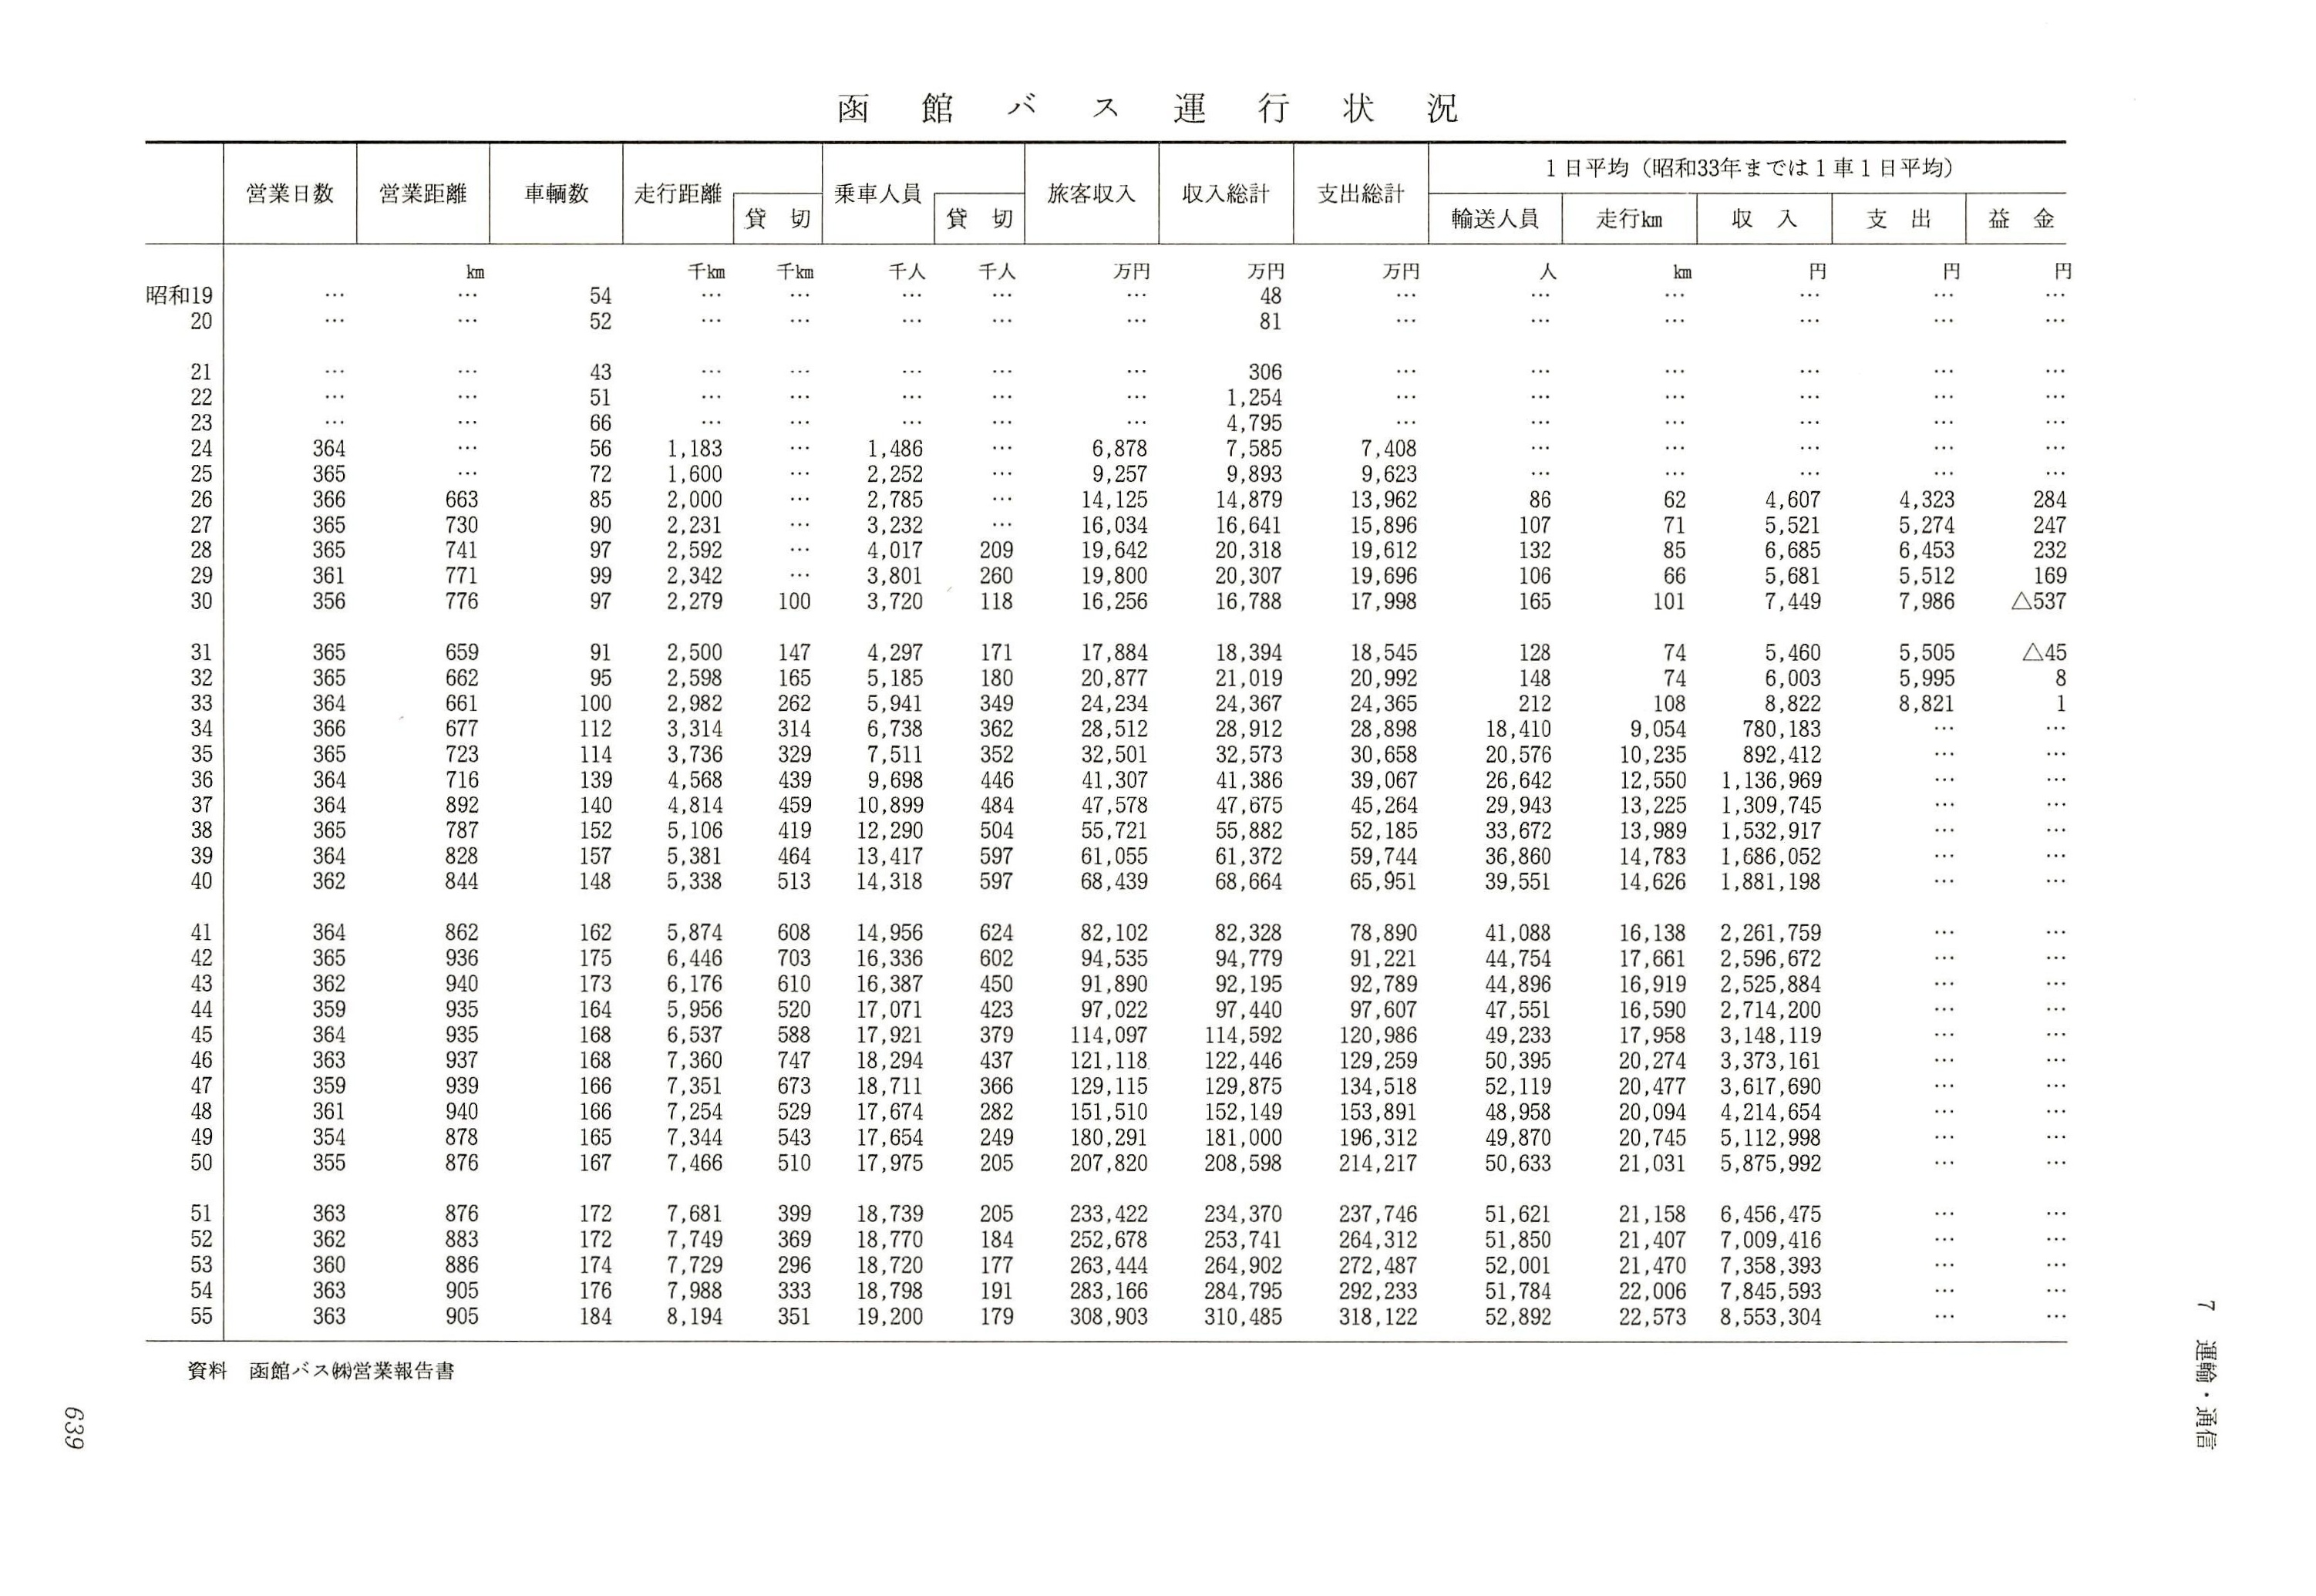 函館バス運行状況
営業日数 営業距離 車輌数 走行距離 貸切 乗車人員 貸切 旅客収入 収入総計 支出総計 1日平均（昭和33年までは1車1日平均）
輸送人員 走行㎞ 収入 支出 益金
㎞ 千㎞ 千㎞ 千人 千人 万円 万円 万円 人 ㎞ 円 円 円
昭和19 … … 54 … … … … … 48 … … … … … …
20 … … 52 … … … … … 81 … … … … … …
21 … … 43 … … … … … 306 … … … … … …
22 … … 51 … … … … … 1,254 … … … … … …
23 … … 66 … … … … … 4,795 … … … … … …
24 364 … 56 1,183 … 1,486 … 6,878 7,585 7,408 … … … … …
25 365 … 72 1,600 … 2,252 … 9,257 9,893 9,623 … … … … …
26 366 663 85 2,000 … 2,785 … 14,125 14,879 13,962 86 62 4,607 4,323 284
27 365 730 90 2,231 … 3,232 … 16,034 16,641 15,896 107 71 5,521 5,274 247
28 365 741 97 2,592 … 4,017 209 19,642 20,318 19,612 132 85 6,685 6,453 232
29 361 771 99 2,342 … 3,801 260 19,800 20,307 19,696 106 66 5,681 5,512 169
30 356 776 97 2,279 100 3,720 118 16,256 16,788 17,998 165 101 7,449 7,986 △537
31 365 659 91 2,500 147 4,297 171 17,884 18,394 18,545 128 74 5,460 5,505 △45
32 365 662 95 2,598 165 5,185 180 20,877 21,019 20,992 148 74 6,003 5,995 8
33 364 661 100 2,982 262 5,941 349 24,234 24,367 24,365 212 108 8,822 8,821 1
34 366 677 112 3,314 314 6,738 362 28,512 28,912 28,898 18,410 9,054 780,183 … …
35 365 723 114 3,736 329 7,511 352 32,501 32,573 30,658 20,576 10,235 892,412 … …
36 364 716 139 4,568 439 9,698 446 41,307 41,386 39,067 26,642 12,550 1,136,969 … …
37 364 892 140 4,814 459 10,899 484 47,578 47,675 45,264 29,943 13,225 1,309,745 … …
38 365 787 152 5,106 419 12,290 504 55,721 55,882 52,185 33,672 13,989 1,532,917 … …
39 364 828 157 5,381 464 13,417 597 61,055 61,372 59,744 36,860 14,783 1,686,052 … …
40 362 844 148 5,338 513 14,318 597 68,439 68,664 65,951 39,551 14,626 1,881,198 … …
41 364 862 162 5,874 608 14,956 624 82,102 82,328 78,890 41,088 16,138 2,261,759 … …
42 365 936 175 6,446 703 16,336 602 94,535 94,779 91,221 44,754 17,661 2,596,672 … …
43 362 940 173 6,176 610 16,387 450 91,890 92,195 92,789 44,896 16,919 2,525,884 … …
44 359 935 164 5,956 520 17,071 423 97,022 97,440 97,607 47,551 16,590 2,714,200 … …
45 364 935 168 6,537 588 17,921 379 114,097 114,592 120,986 49,233 17,958 3,148,119 … …
46 363 937 168 7,360 747 18,294 437 121,118 122,446 129,259 50,395 20,274 3,373,161 … …
47 359 939 166 7,351 673 18,711 366 129,115 129,875 134,518 52,119 20,477 3,617,690 … …
48 361 940 166 7,254 529 17,674 282 151,510 152,149 153,891 48,958 20,094 4,214,654 … …
49 354 878 165 7,344 543 17,654 249 180,291 181,000 196,312 49,870 20,745 5,112,998 … …
50 355 876 167 7,466 510 17,975 205 207,820 208,598 214,217 50,633 21,031 5,875,992 … …
51 363 876 172 7,681 399 18,739 205 233,422 234,370 237,746 51,621 21,158 6,456,475 … …
52 362 883 172 7,749 369 18,770 184 252,678 253,741 264,312 51,850 21,407 7,009,416 … …
53 360 886 174 7,729 296 18,720 177 263,444 264,902 272,487 52,001 21,470 7,358,393 … …
54 363 905 176 7,988 333 18,798 191 283,166 284,795 292,233 51,784 22,006 7,845,593 … …
55 363 905 184 8,194 351 19,200 179 308,903 310,485 318,122 52,892 22,573 8,553,304 … …
資料 函館バス㈱営業報告書
7 運輸・通信
639